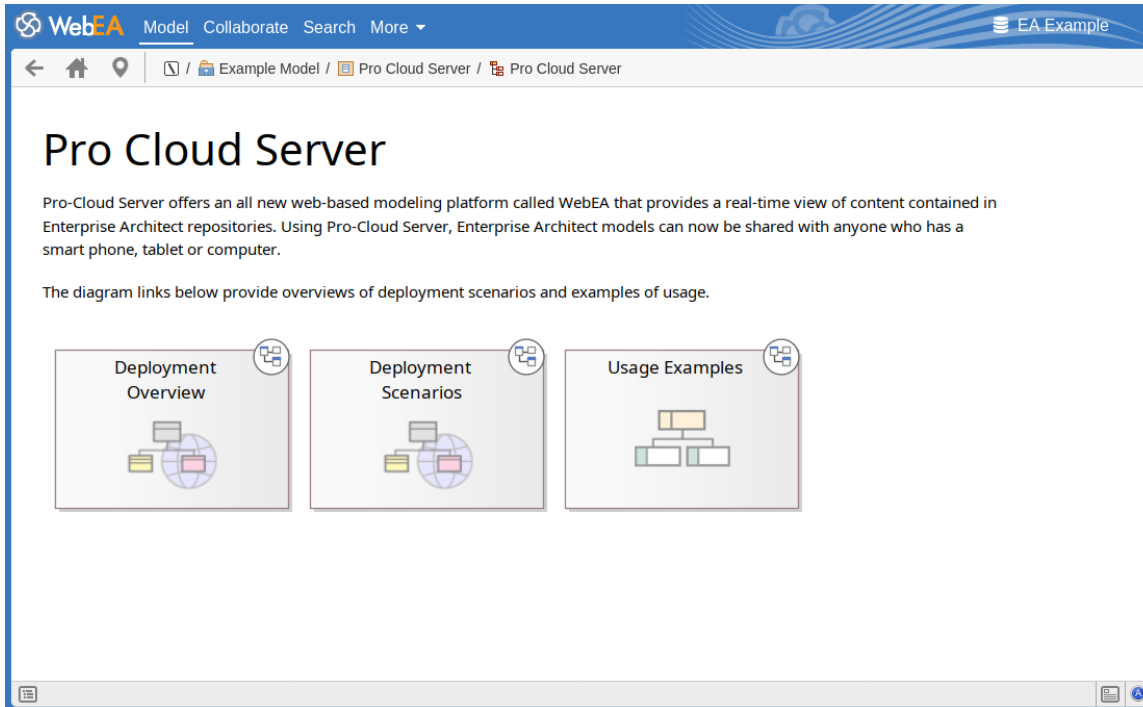 WebEA Model Collaborate Search More EA Example
/ Example Model / Pro Cloud Server / Pro Cloud Server
Pro Cloud Server
Pro-Cloud Server offers an all new web-based modeling platform called WebEA that provides a real-time view of content contained in
Enterprise Architect repositories. Using Pro-Cloud Server, Enterprise Architect models can now be shared with anyone who has a
smart phone, tablet or computer.
The diagram links below provide overviews of deployment scenarios and examples of usage.
Deployment
Overview
Deployment
Scenarios
Usage Examples
A